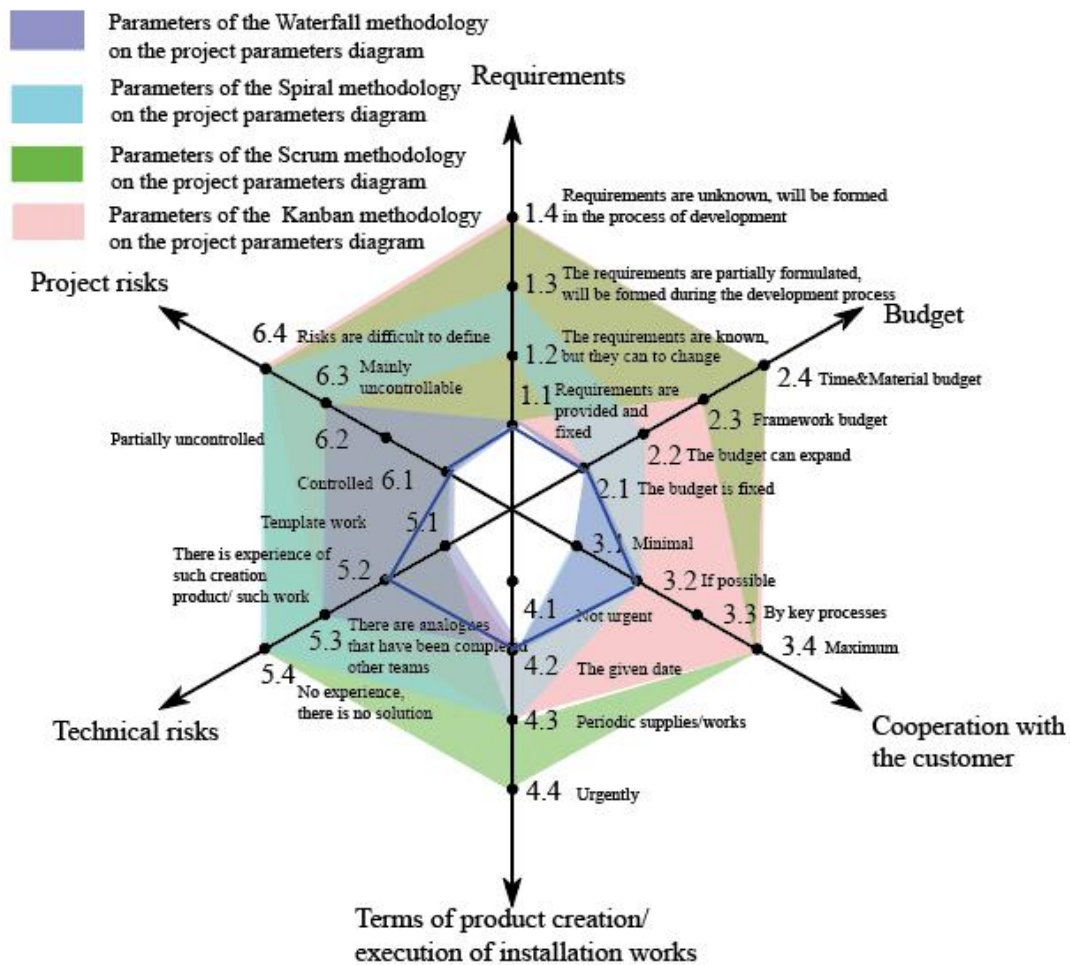 Parameters of the Waterfall methodology
on the project parameters diagram
Parameters of the Spiral methodology
on the project parameters diagram
Parameters of the Scrum methodology
on the project parameters diagram
Parameters of the Kanban methodology
on the project parameters diagram
Requirements
1.4 Requirements are unknown, will be formed
in the process of development
1.3 The requirements are partially formulated,
will be formed during the development process
1.2 The requirements are known,
but they can to change
1.1 Requirements are
provided and
fixed
Budget
2.4 Time&Material budget
2.3 Framework budget
2.2 The budget can expand
2.1 The budget is fixed
3.1 Minimal
3.2 If possible
3.3 By key processes
3.4 Maximum
Cooperation with
the customer
4.1 Not urgent
4.2 The given date
4.3 Periodic supplies/works
4.4 Urgently
Terms of product creation/
execution of installation works
Project risks
6.4 Risks are difficult to define
6.3 Mainly
uncontrollable
Partially uncontrolled 6.2
Controlled 6.1
Template work 5.1
There is experience of
such creation
product/ such work
5.2
5.3 There are analogues
that have been completed
other teams
5.4 No experience,
there is no solution
Technical risks